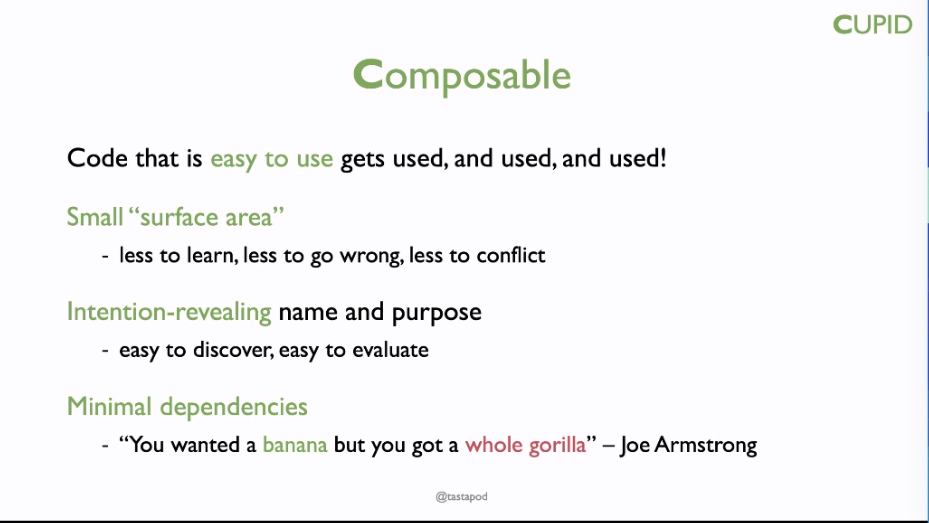 CUPID
Composable
Code that is easy to use gets used, and used, and used!
Small “surface area”
- less to learn, less to go wrong, less to conflict
Intention-revealing name and purpose
- easy to discover, easy to evaluate
Minimal dependencies
- “You wanted a banana but you got a whole gorilla” – Joe Armstrong
@tastapod